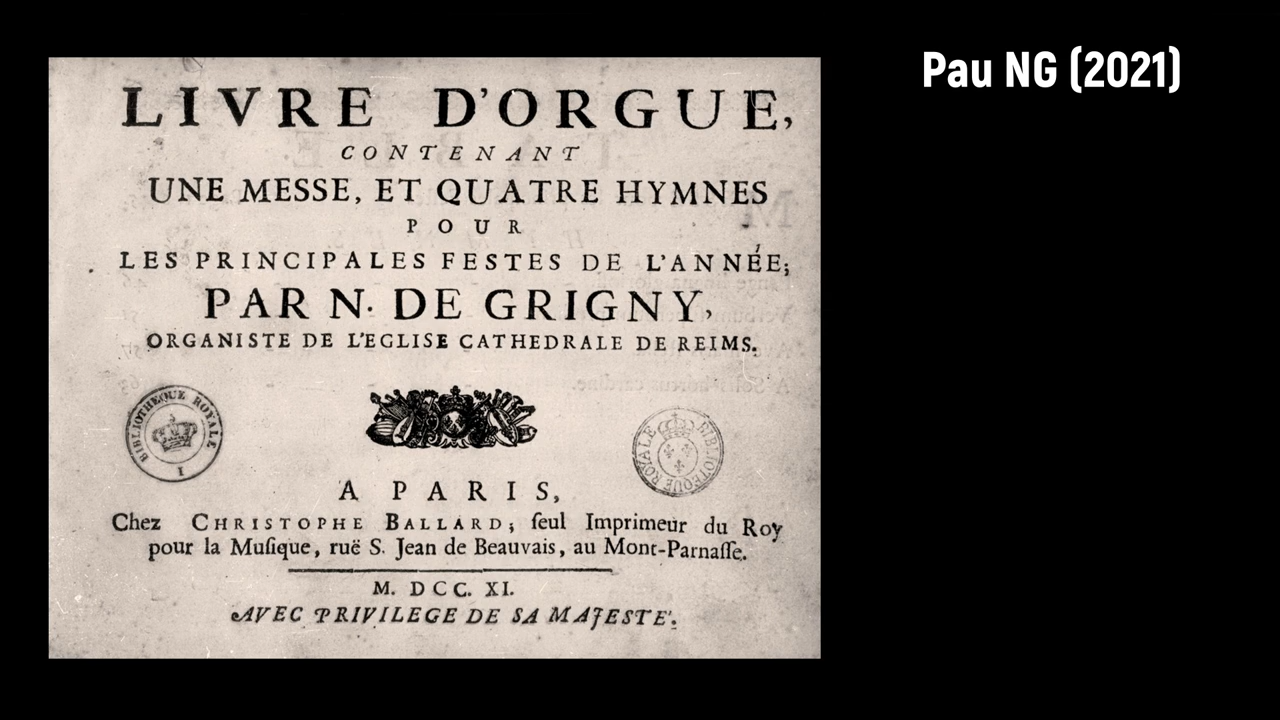 Pau NG (2021)
LIVRE D'ORGUE,
CONTENANT
UNE MESSE, ET QUATRE HYMNES
POUR
LES PRINCIPALES FESTES DE L'ANNÉE;
PAR N. DE GRIGNY,
ORGANISTE DE L'EGLISE CATHEDRALE DE REIMS.
BIBLIOTHEQUE ROYALE
I
BIBLIOTEQUE ROYALE
A PARIS,
Chez CHRISTOPHE BALLARD; ſeul Imprimeur du Roy
pour la Muſique, ruë S. Jean de Beauvais, au Mont-Parnaſſe.
M. DCC. XI.
AVEC PRIVILEGE DE SA MAJESTE'.